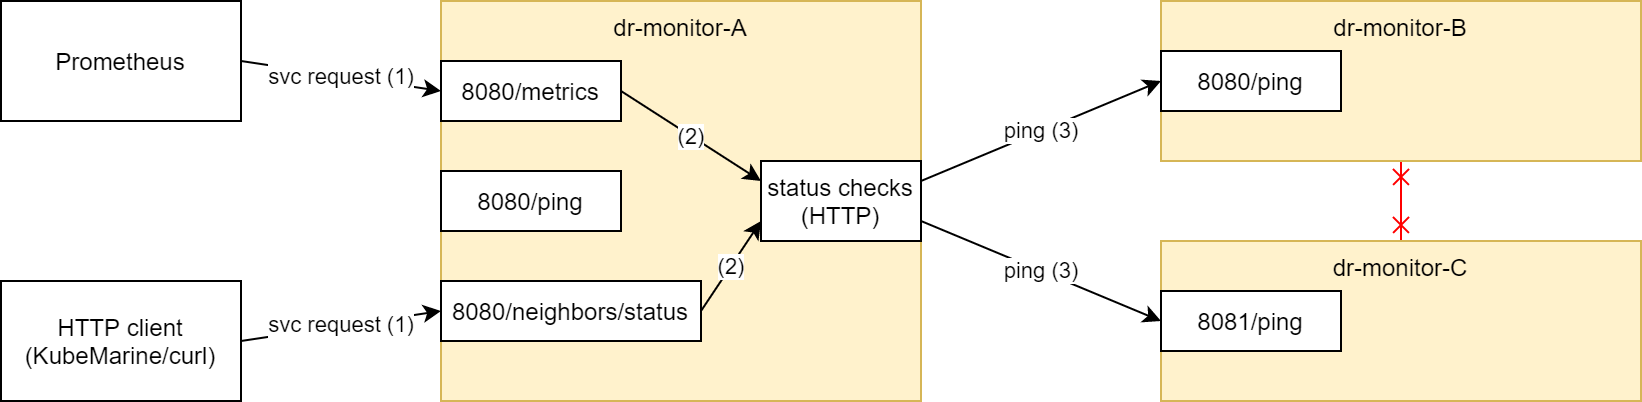 Prometheus
svc request (1)
dr-monitor-A
8080/metrics
(2)
8080/ping
status checks
(HTTP)
(2)
8080/neighbors/status
HTTP client
(KubeMarine/curl)
svc request (1)
ping (3)
ping (3)
dr-monitor-B
8080/ping
dr-monitor-C
8081/ping